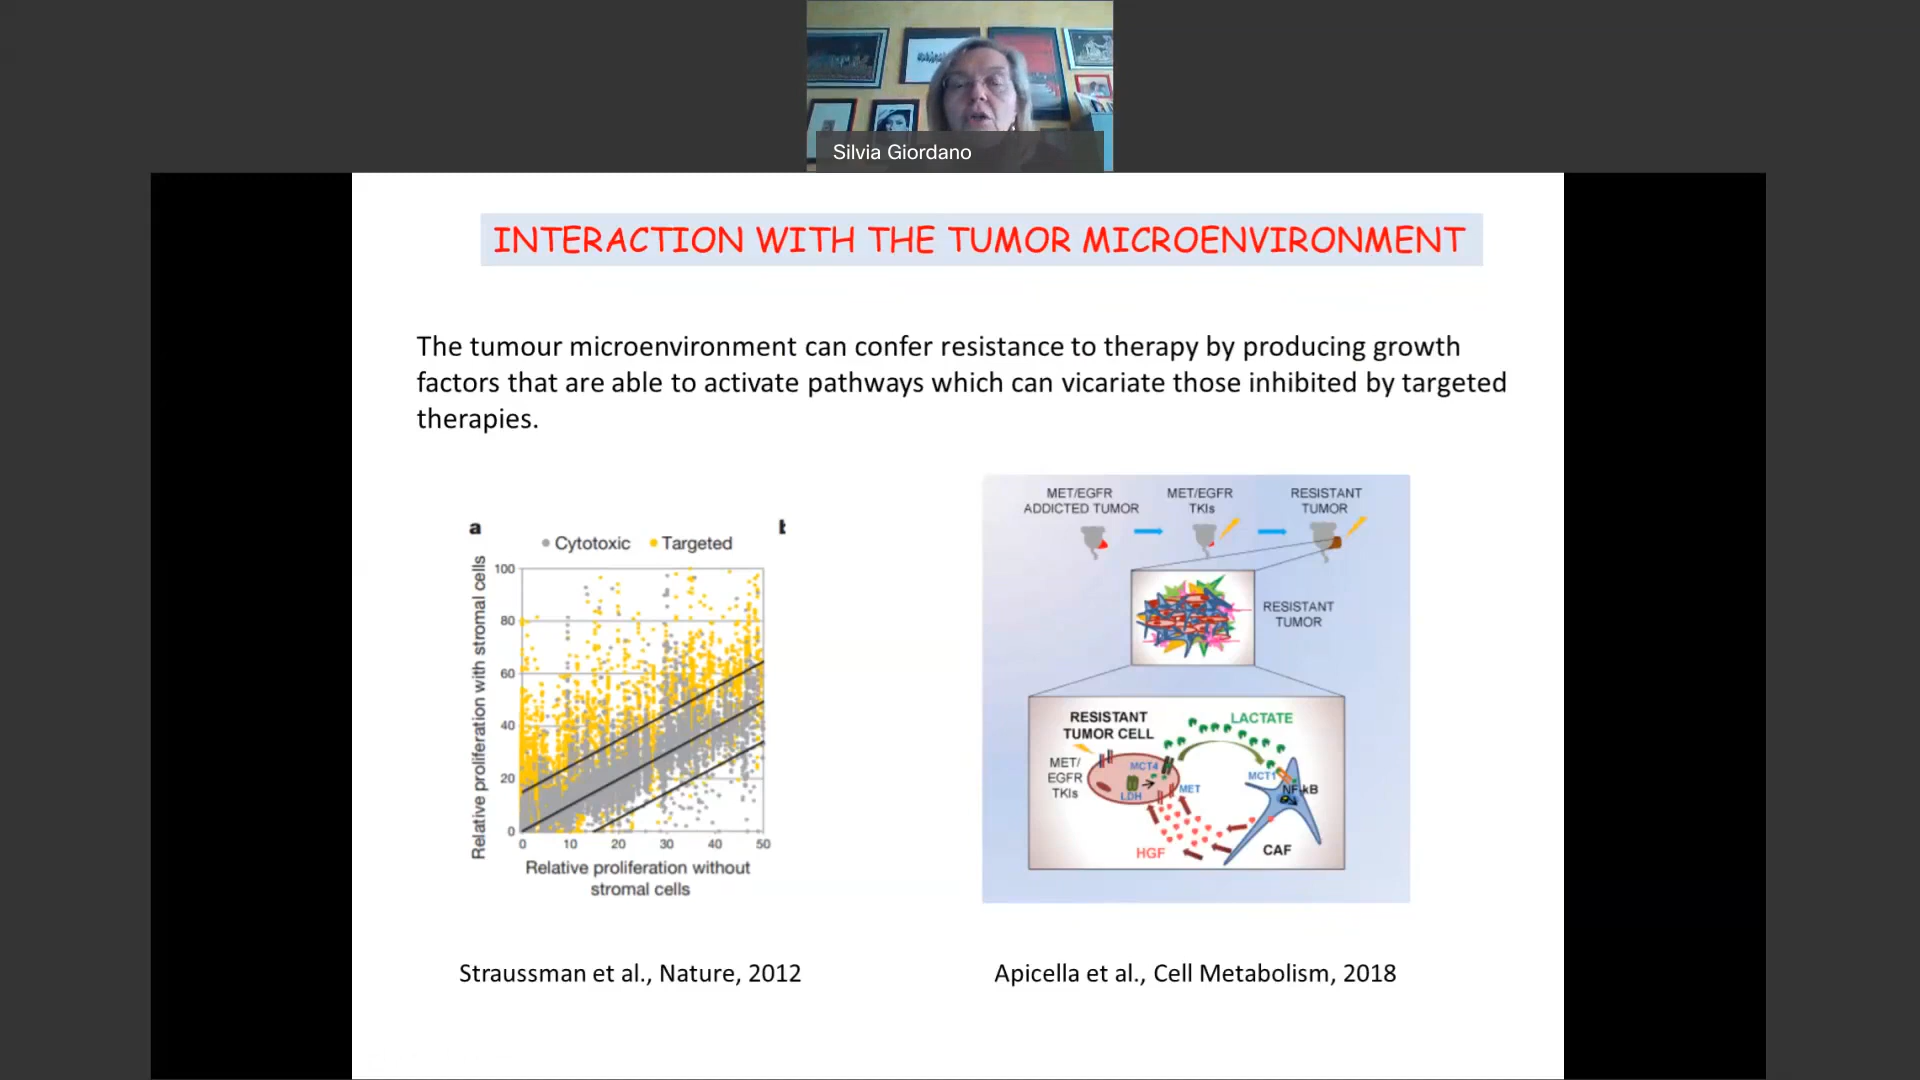 Silvia Giordano
INTERACTION WITH THE TUMOR MICROENVIRONMENT
The tumour microenvironment can confer resistance to therapy by producing growth
factors that are able to activate pathways which can vicariate those inhibited by targeted
therapies.
a
b
Cytotoxic Targeted
Relative proliferation with stromal cells
100
80
60
40
20
0
0 10 20 30 40 50
Relative proliferation without
stromal cells
MET/EGFR
ADDICTED TUMOR
MET/EGFR
TKIs
RESISTANT
TUMOR
RESISTANT
TUMOR
RESISTANT
TUMOR CELL
LACTATE
MET/
EGFR
TKIs
MCT4
LDH
MET
MCT1
NF-kB
HGF
CAF
Straussman et al., Nature, 2012
Apicella et al., Cell Metabolism, 2018